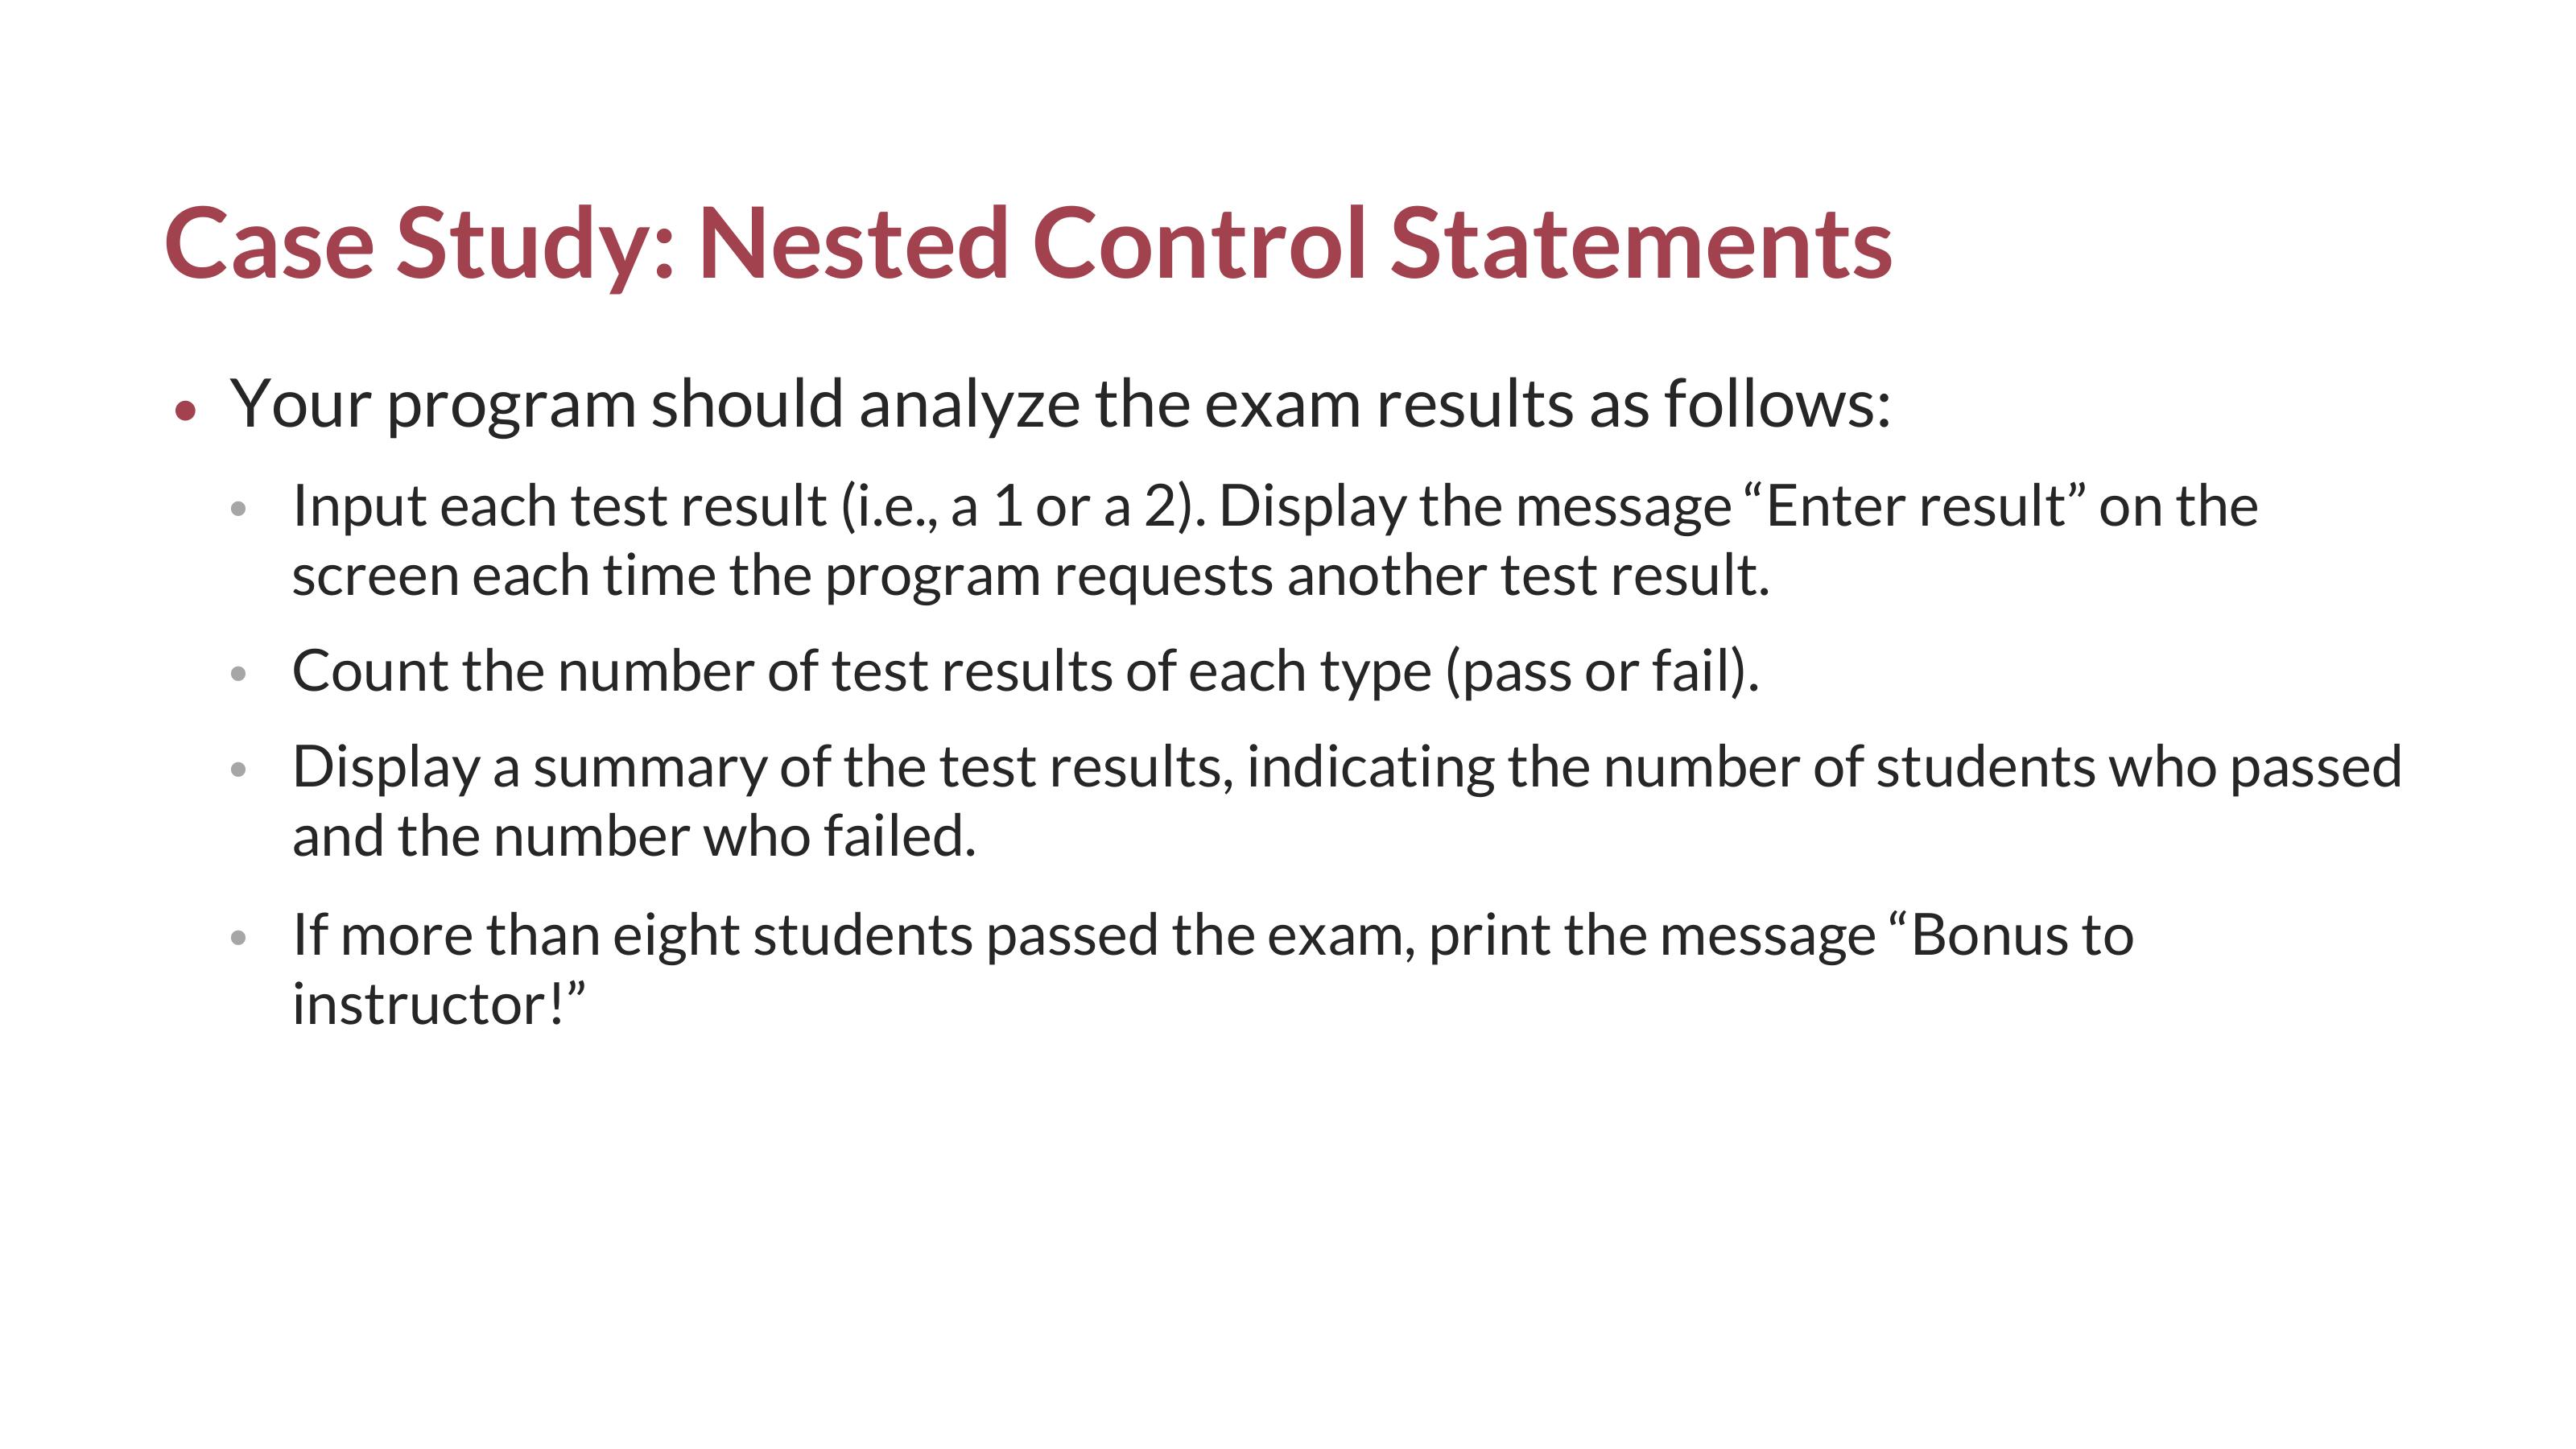 Case Study: Nested Control Statements
• Your program should analyze the exam results as follows:
• Input each test result (i.e., a 1 or a 2). Display the message “Enter result” on the
screen each time the program requests another test result.
• Count the number of test results of each type (pass or fail).
• Display a summary of the test results, indicating the number of students who passed
and the number who failed.
• If more than eight students passed the exam, print the message “Bonus to
instructor!”